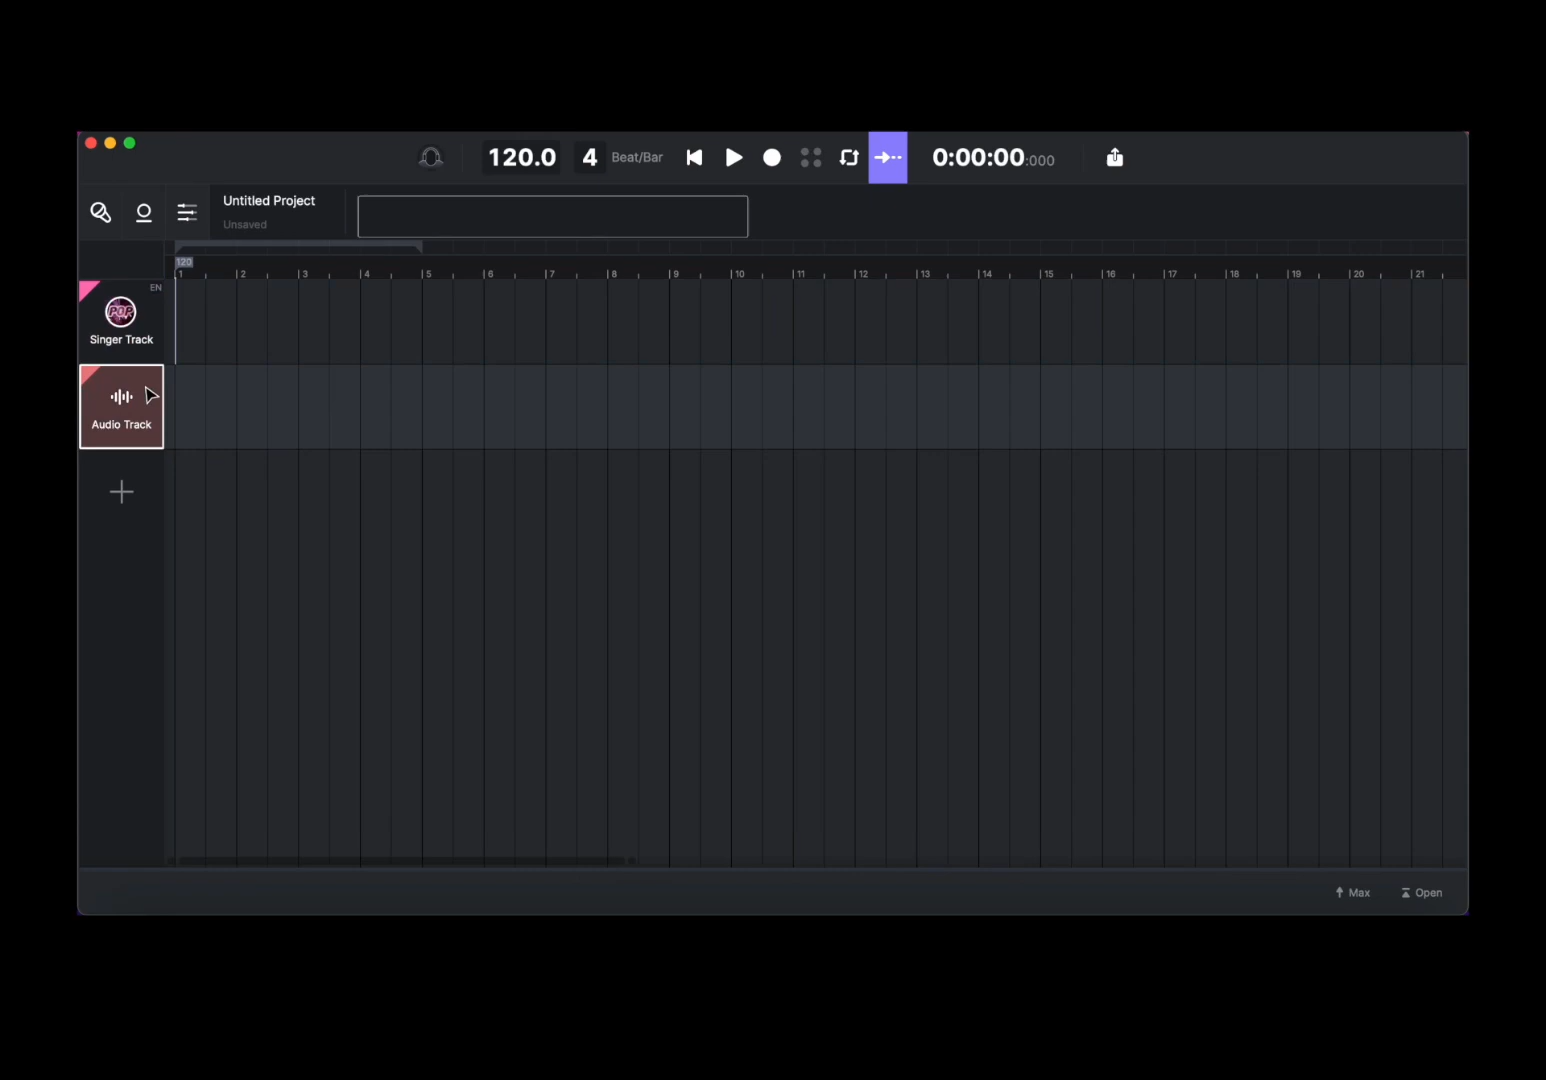 120.0 4 Beat/Bar 0:00:00:000
Untitled Project
Unsaved
120
1 2 3 4 5 6 7 8 9 10 11 12 13 14 15 16 17 18 19 20 21
EN
POP
Singer Track
Audio Track
Max Open